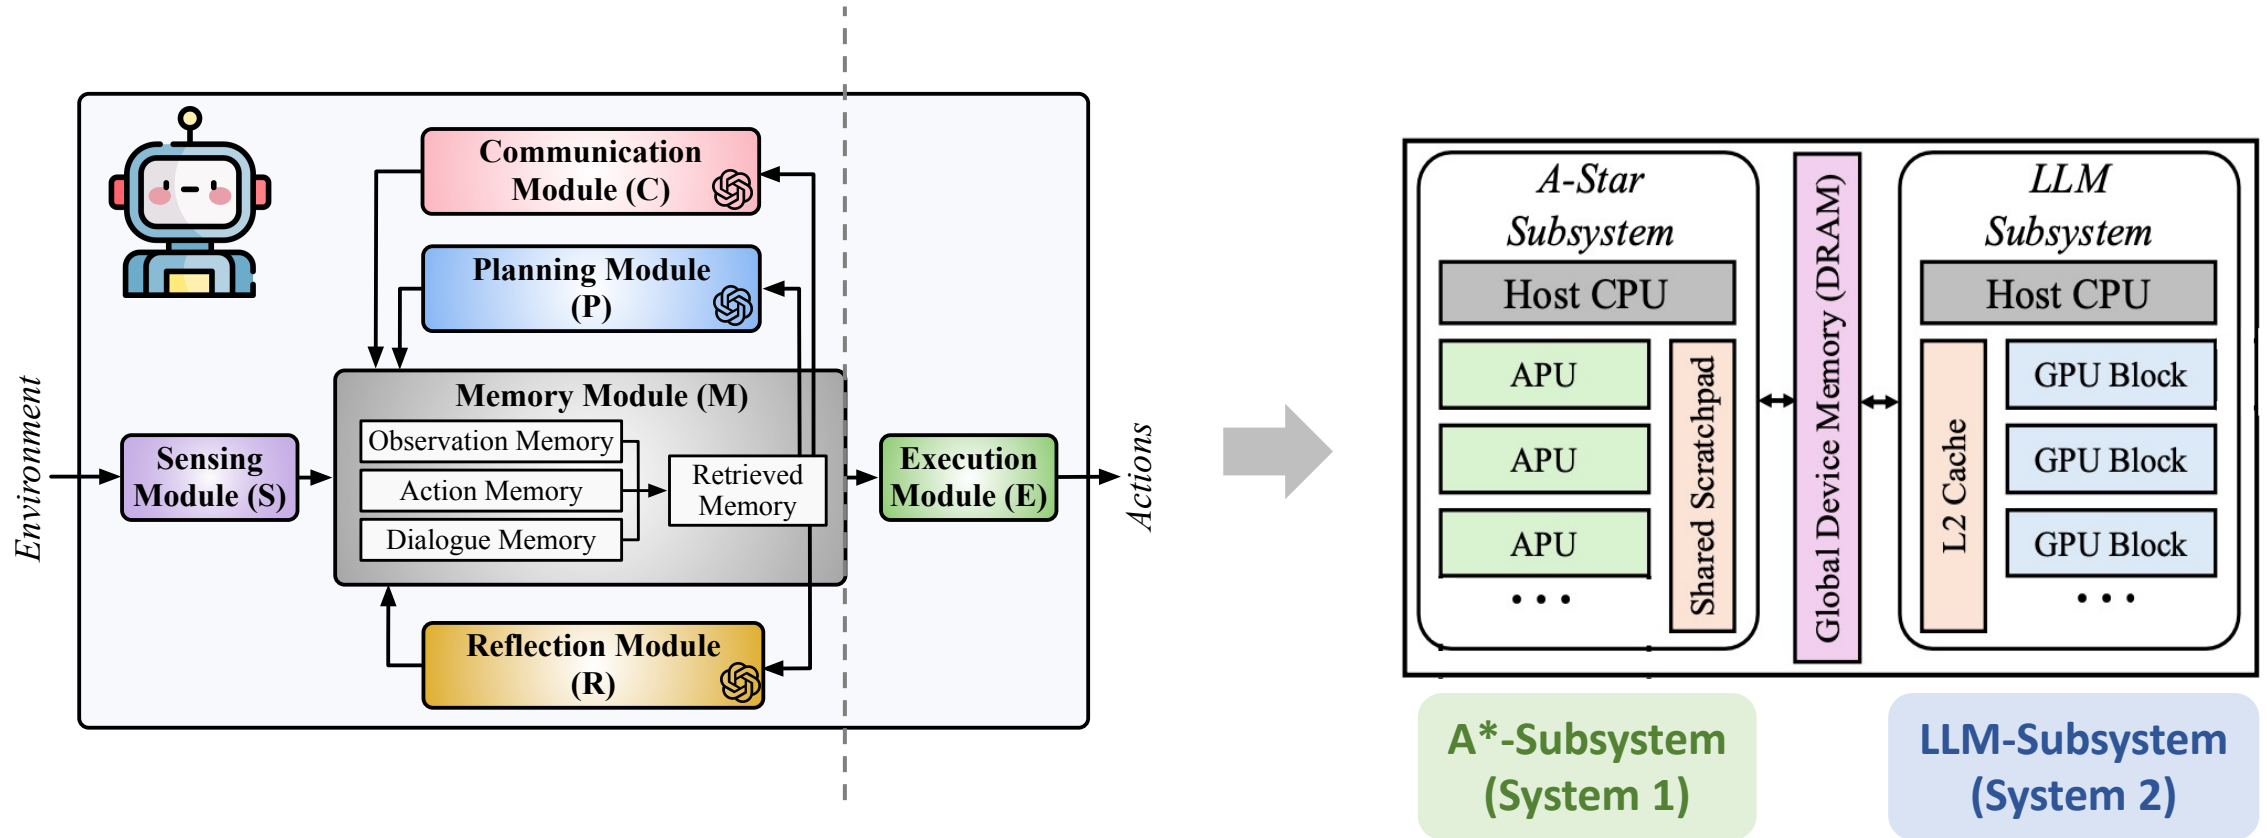 Environment
Sensing
Module (S)
Communication
Module (C)
Planning Module
(P)
Memory Module (M)
Observation Memory
Action Memory
Dialogue Memory
Retrieved
Memory
Reflection Module
(R)
Execution
Module (E)
Actions
A-Star
Subsystem
Host CPU
APU
APU
APU
• • •
Shared Scratchpad
Global Device Memory (DRAM)
LLM
Subsystem
Host CPU
L2 Cache
GPU Block
GPU Block
GPU Block
• • •
A*-Subsystem
(System 1)
LLM-Subsystem
(System 2)